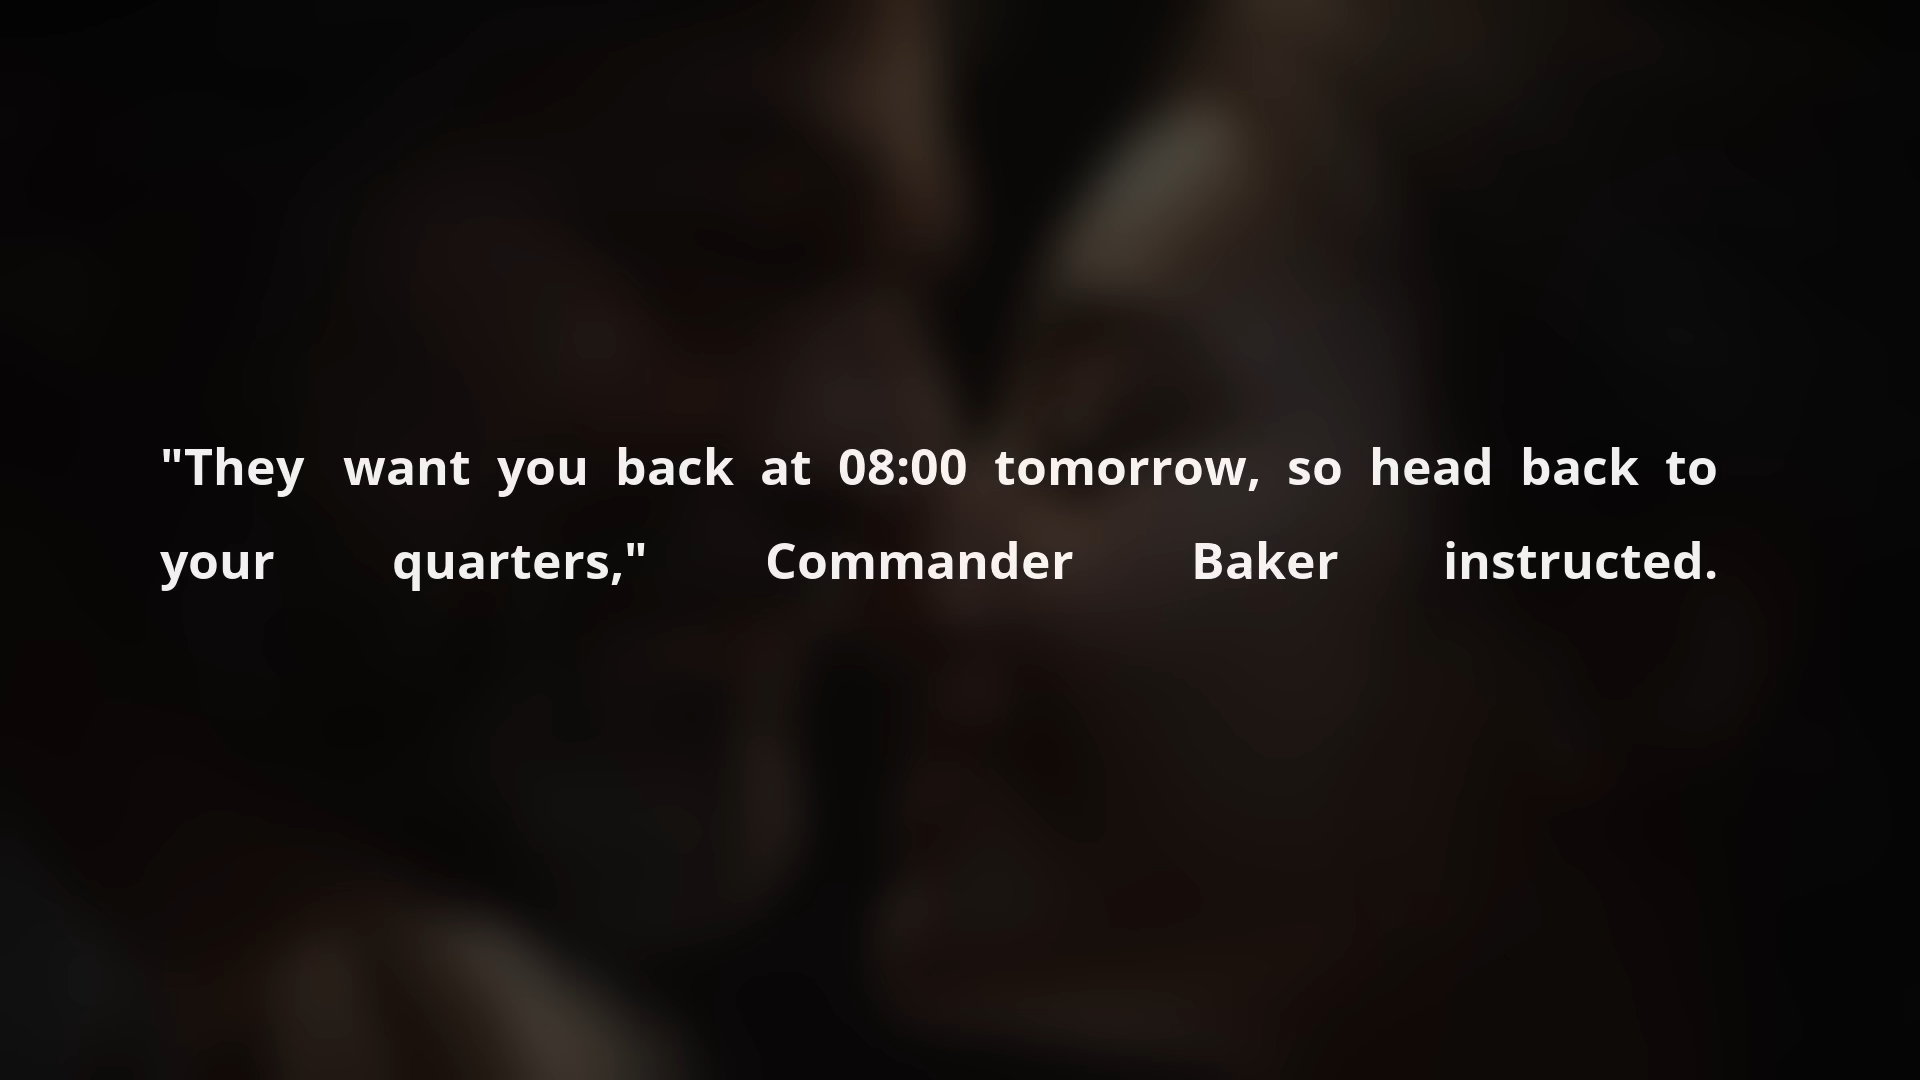 "They want you back at 08:00 tomorrow, so head back to
your quarters," Commander Baker instructed.